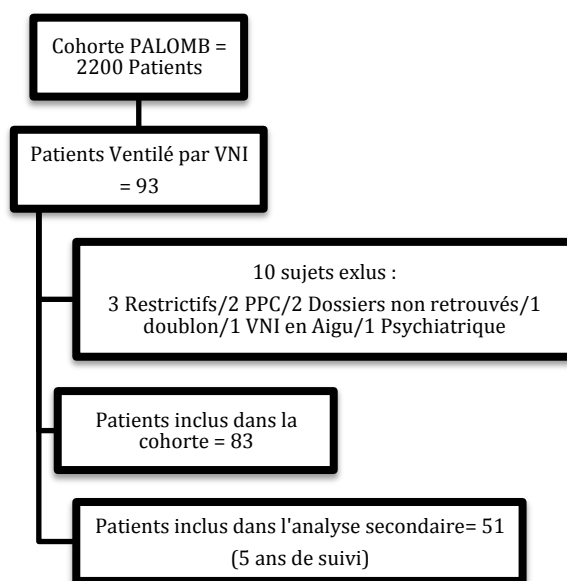 Cohorte PALOMB =
2200 Patients
Patients Ventilé par VNI
= 93
10 sujets exlus :
3 Restrictifs/2 PPC/2 Dossiers non retrouvés/1
doublon/1 VNI en Aigu/1 Psychiatrique
Patients inclus dans la
cohorte = 83
Patients inclus dans l'analyse secondaire= 51
(5 ans de suivi)